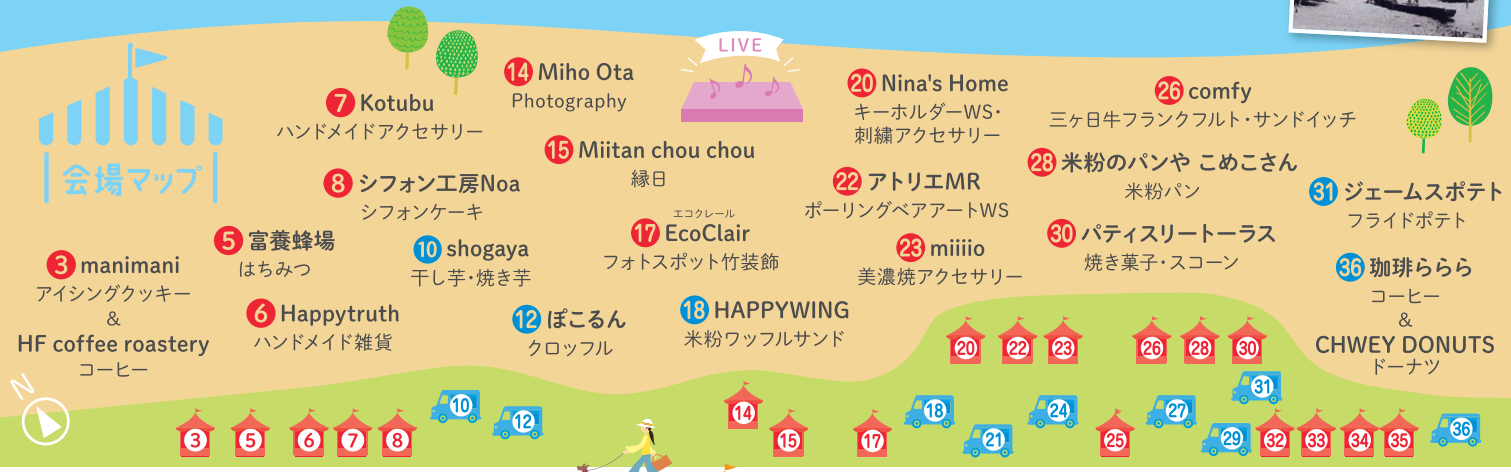 会場マップ
LIVE
3 manimani
アイシングクッキー
&
HF coffee roastery
コーヒー
5 富養蜂場
はちみつ
6 Happytruth
ハンドメイド雑貨
7 Kotubu
ハンドメイドアクセサリー
8 シフォン工房Noa
シフォンケーキ
10 shogaya
干し芋・焼き芋
12 ぽこるん
クロッフル
14 Miho Ota
Photography
15 Miitan chou chou
縁日
エコクレール
17 EcoClair
フォトスポット竹装飾
18 HAPPYWING
米粉ワッフルサンド
20 Nina's Home
キーホルダーWS・
刺繍アクセサリー
22 アトリエMR
ポーリングベアアートWS
23 miiiio
美濃焼アクセサリー
26 comfy
三ヶ日牛フランクフルト・サンドイッチ
28 米粉のパンや こめこさん
米粉パン
30 パティスリートーラス
焼き菓子・スコーン
31 ジェームスポテト
フライドポテト
36 珈琲ららら
コーヒー
&
CHWEY DONUTS
ドーナツ
N
3 5 6 7 8 10 12
14 15 17 18 21 24 25 27 29 31 32 33 34 35 36
20 22 23 26 28 30